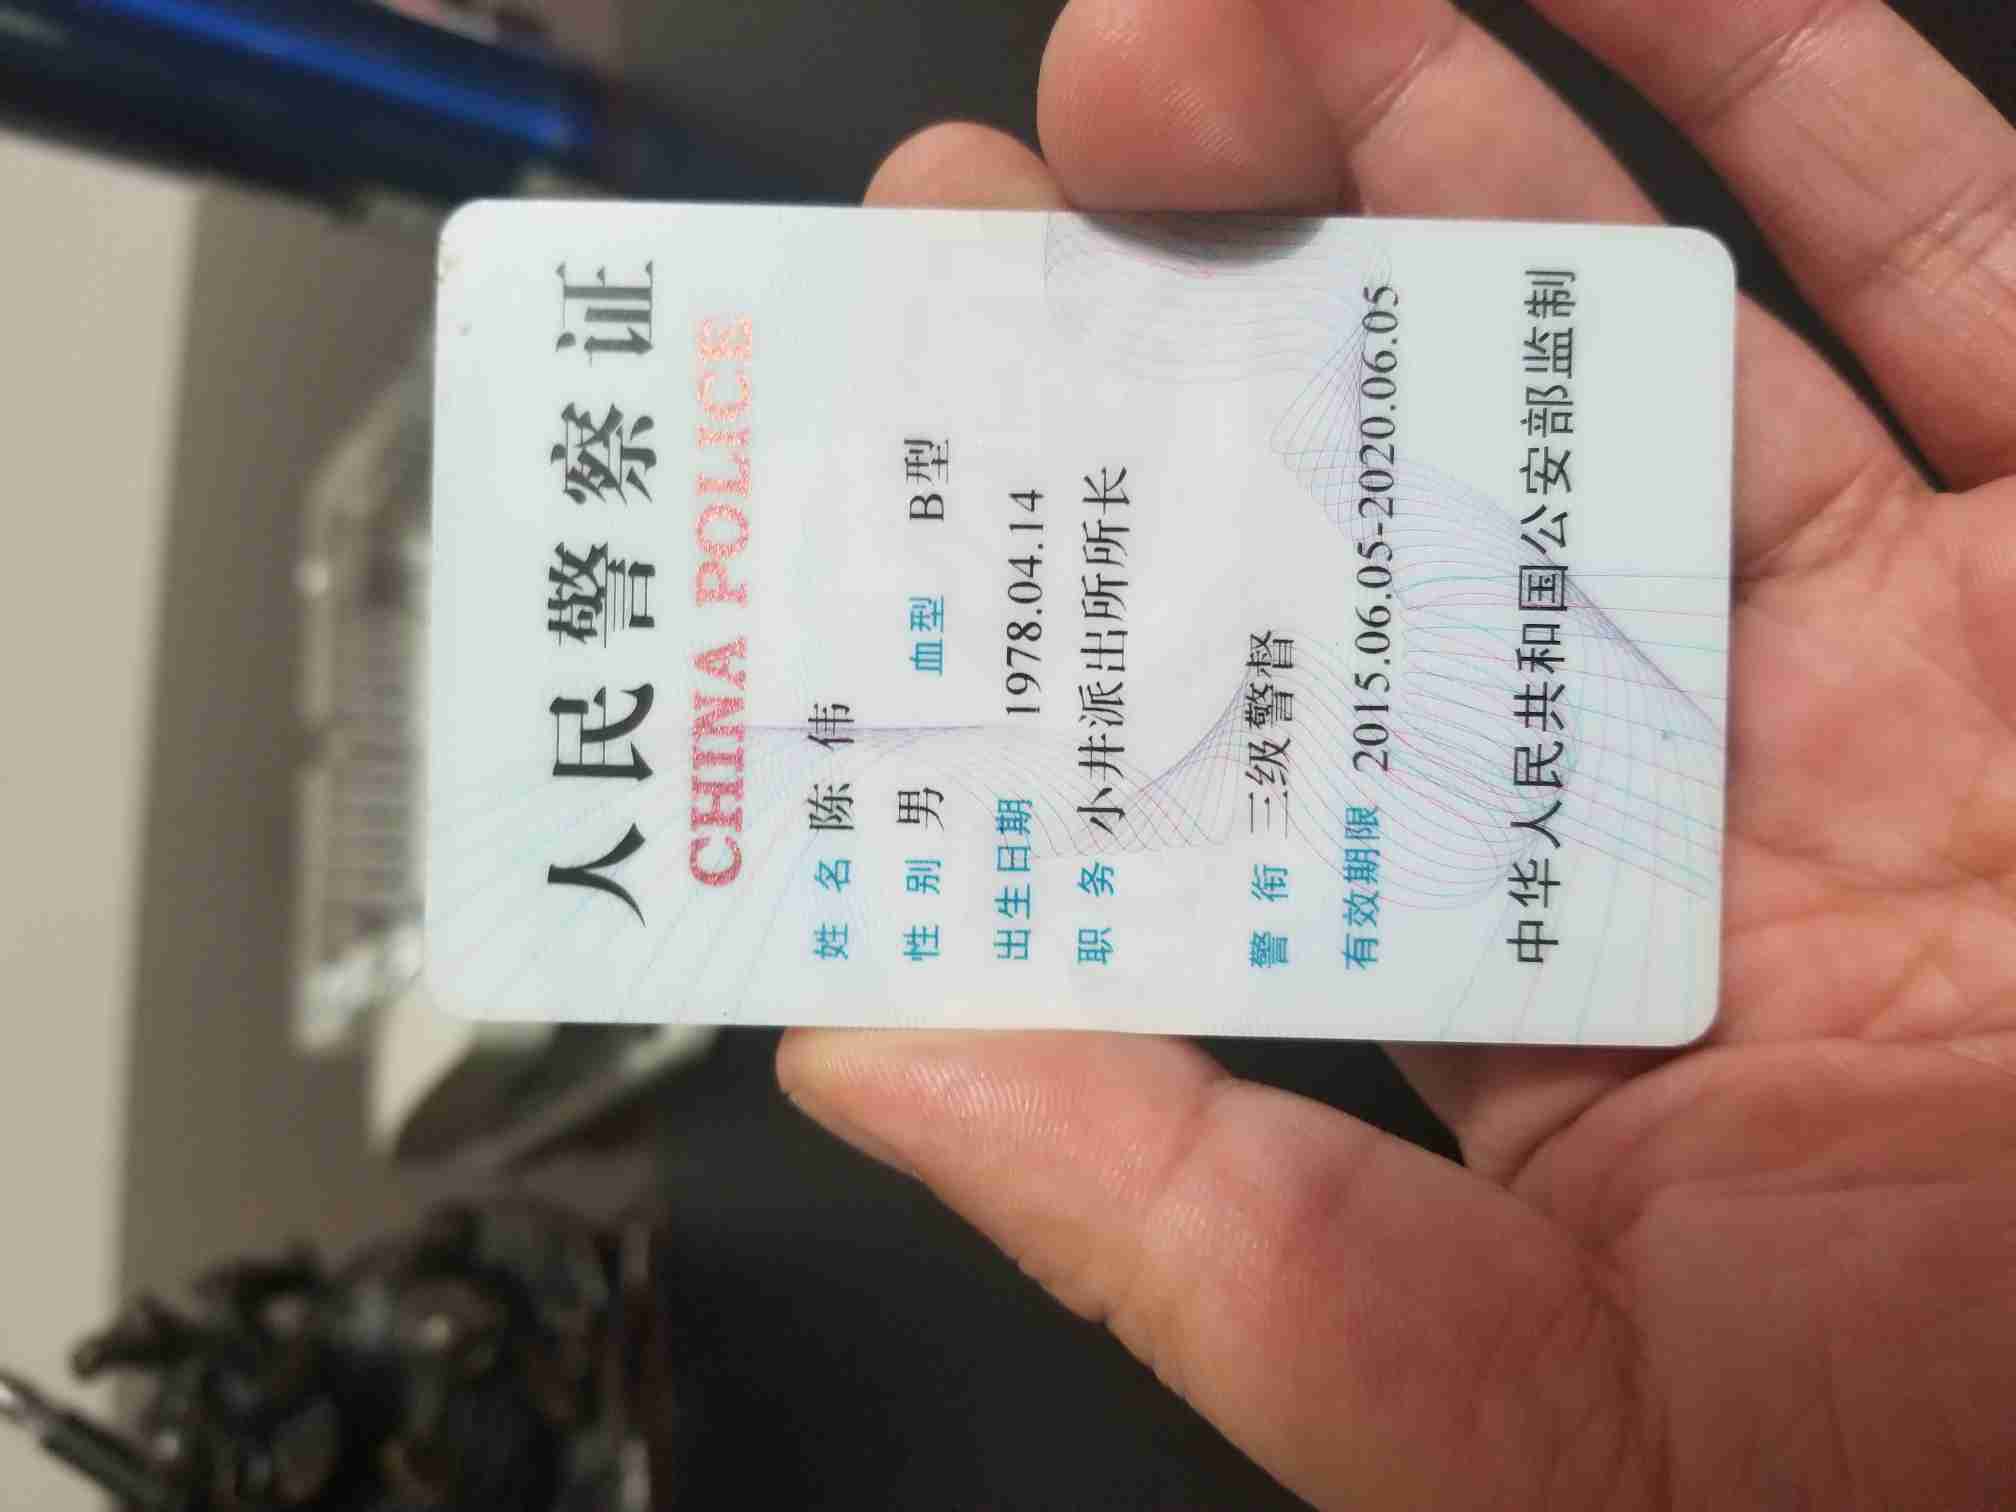 人民警察证
CHINA POLICE
姓名 陈伟
性别 男 血型 B型
出生日期 1978.04.14
职务 小井派出所所长
警衔 三级警督
有效期限 2015.06.05-2020.06.05
中华人民共和国公安部监制